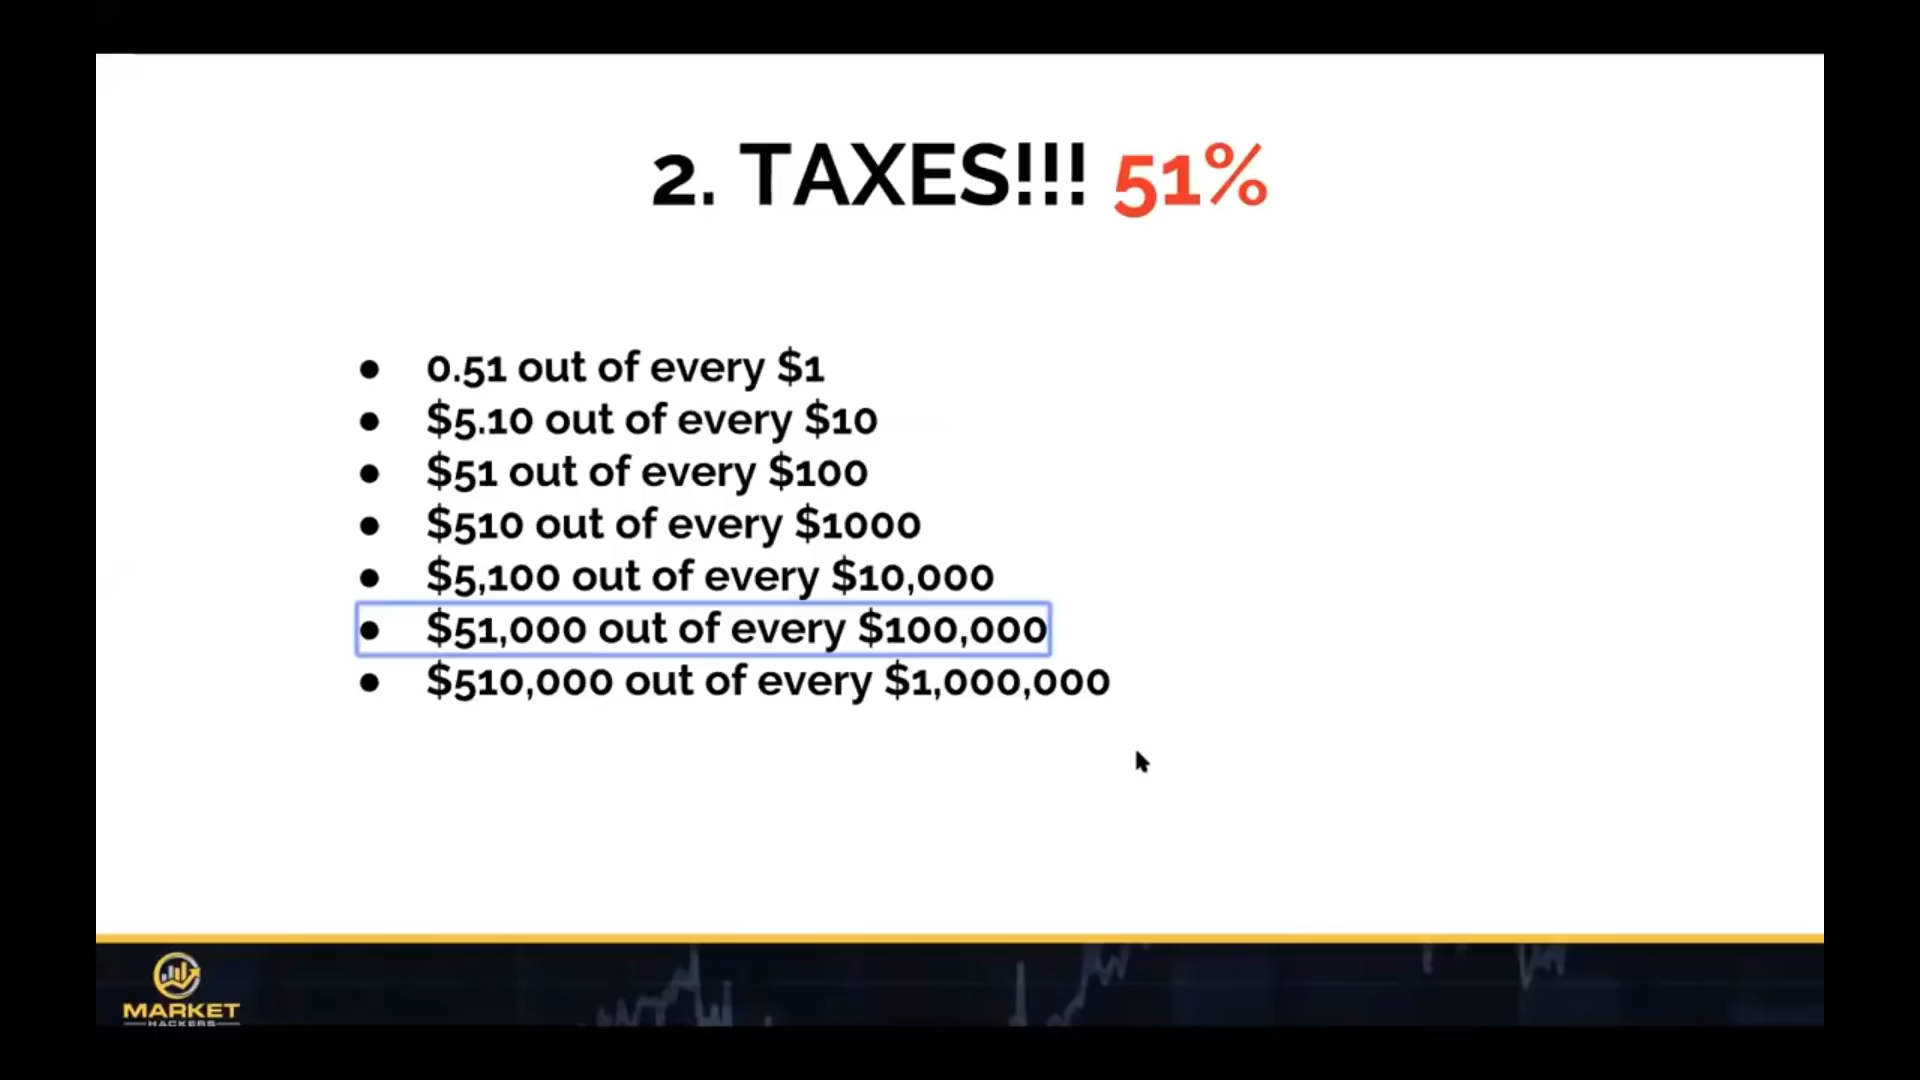 2. TAXES!!! 51%
● 0.51 out of every $1
● $5.10 out of every $10
● $51 out of every $100
● $510 out of every $1000
● $5,100 out of every $10,000
● $51,000 out of every $100,000
● $510,000 out of every $1,000,000
MARKET
HACKERS